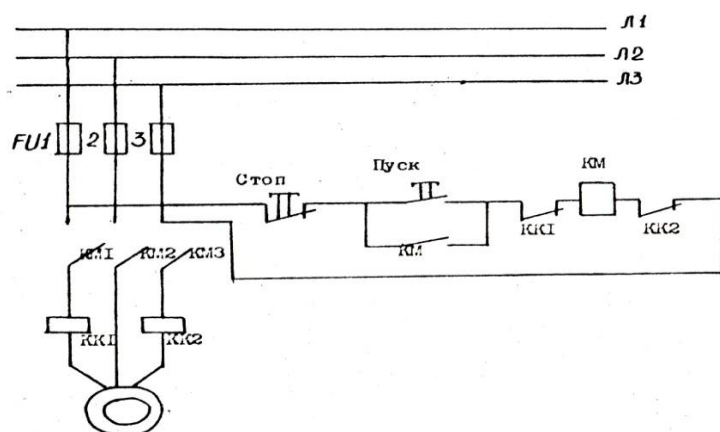 Л1
Л2
Л3
FU1 2 3
Стоп
Пуск
КМ
КК1
КК2
КМ
КМ1 КМ2 КМ3
КК1 КК2